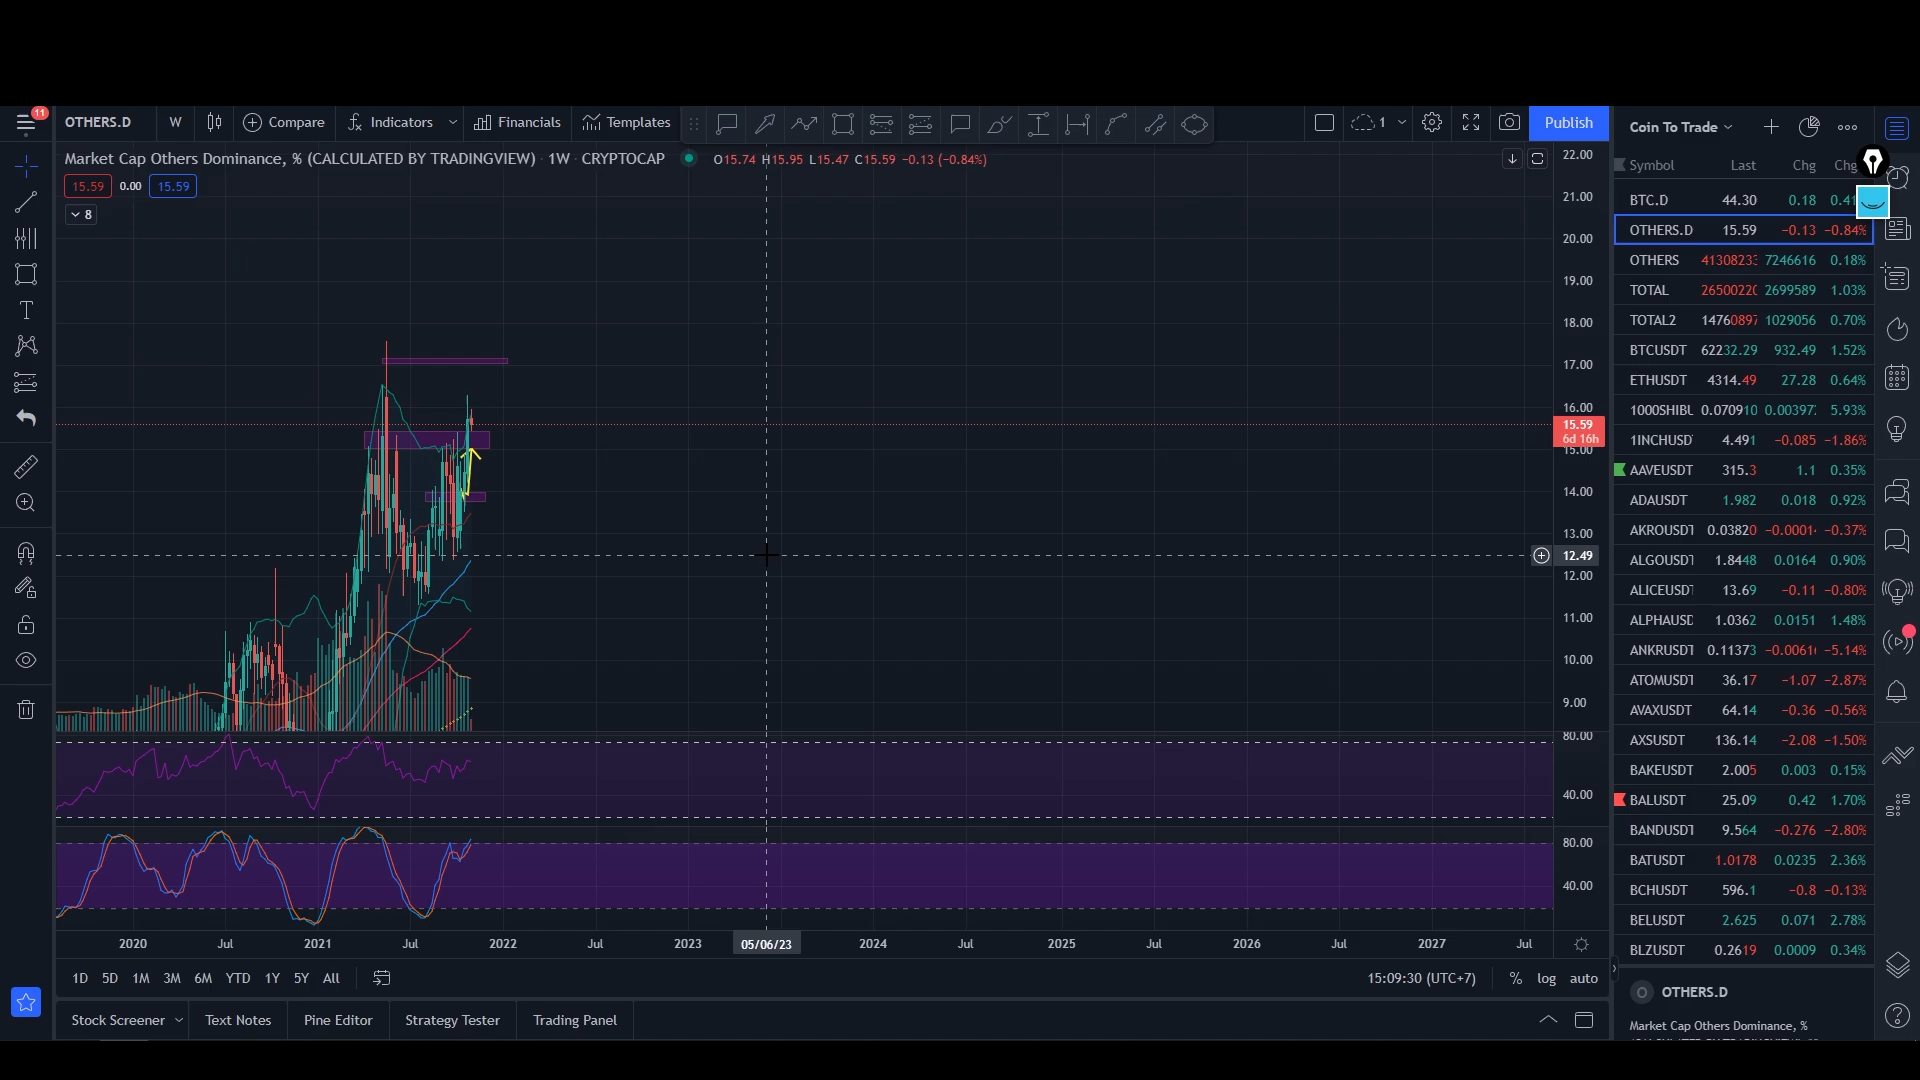 11
OTHERS.D W Compare Indicators Financials Templates 1 Publish
Market Cap Others Dominance, % (CALCULATED BY TRADINGVIEW) · 1W · CRYPTOCAP O15.74 H15.95 L15.47 C15.59 −0.13 (−0.84%)
15.59 0.00 15.59
8
22.00
21.00
20.00
19.00
18.00
17.00
16.00
15.59
6d 16h
15.00
14.00
13.00
12.49
12.00
11.00
10.00
9.00
80.00
40.00
80.00
40.00
2020 Jul 2021 Jul 2022 Jul 2023 05/06/23 2024 Jul 2025 Jul 2026 Jul 2027 Jul
1D 5D 1M 3M 6M YTD 1Y 5Y All 15:09:30 (UTC+7) % log auto
Stock Screener Text Notes Pine Editor Strategy Tester Trading Panel
Coin To Trade
Symbol Last Chg
BTC.D 44.30 0.18
OTHERS.D 15.59 −0.13 −0.84%
OTHERS 7246616 0.18%
TOTAL 2699589 1.03%
TOTAL2 1029056 0.70%
BTCUSDT 62232.29 932.49 1.52%
ETHUSDT 4314.49 27.28 0.64%
0.070910 5.93%
4.491 −0.085 −1.86%
AAVEUSDT 315.3 1.1 0.35%
ADAUSDT 1.982 0.018 0.92%
0.03820 −0.37%
1.8448 0.0164 0.90%
13.69 −0.11 −0.80%
1.0362 0.0151 1.48%
0.11373 −5.14%
36.17 −1.07 −2.87%
AVAXUSDT 64.14 −0.36 −0.56%
AXSUSDT 136.14 −2.08 −1.50%
BAKEUSDT 2.005 0.003 0.15%
BALUSDT 25.09 0.42 1.70%
9.564 −0.276 −2.80%
BATUSDT 1.0178 0.0235 2.36%
BCHUSDT 596.1 −0.8 −0.13%
BELUSDT 2.625 0.071 2.78%
BLZUSDT 0.2619 0.0009 0.34%
O OTHERS.D
Market Cap Others Dominance, %